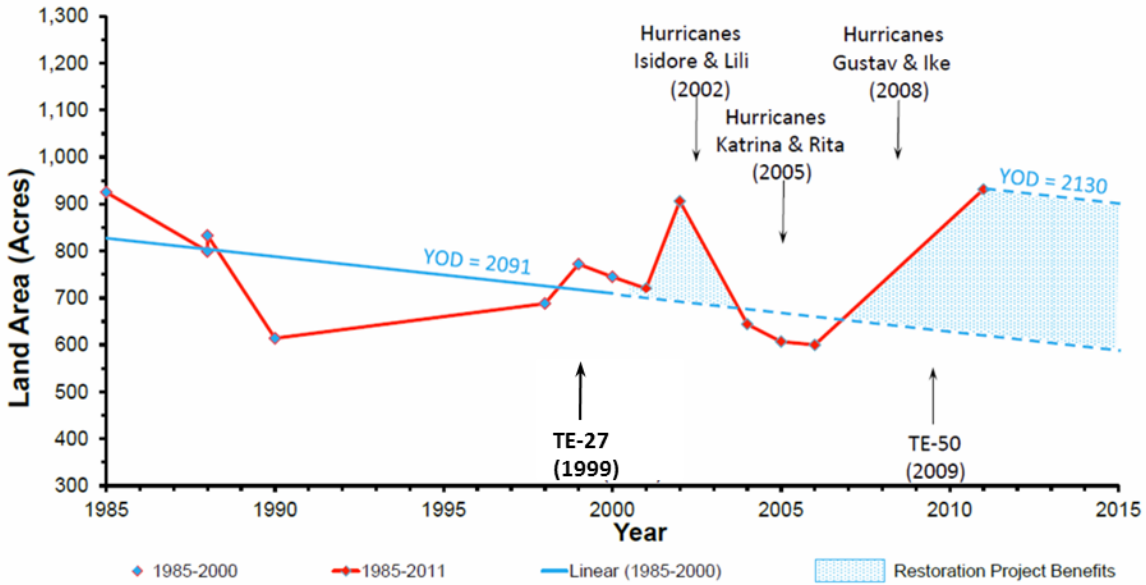 1,300
1,200
1,100
1,000
900
800
700
600
500
400
300
Land Area (Acres)
Hurricanes
Isidore & Lili
(2002)
Hurricanes
Katrina & Rita
(2005)
Hurricanes
Gustav & Ike
(2008)
YOD = 2091
YOD = 2130
TE-27
(1999)
TE-50
(2009)
1985 1990 1995 2000 2005 2010 2015
Year
1985-2000 1985-2011 Linear (1985-2000) Restoration Project Benefits